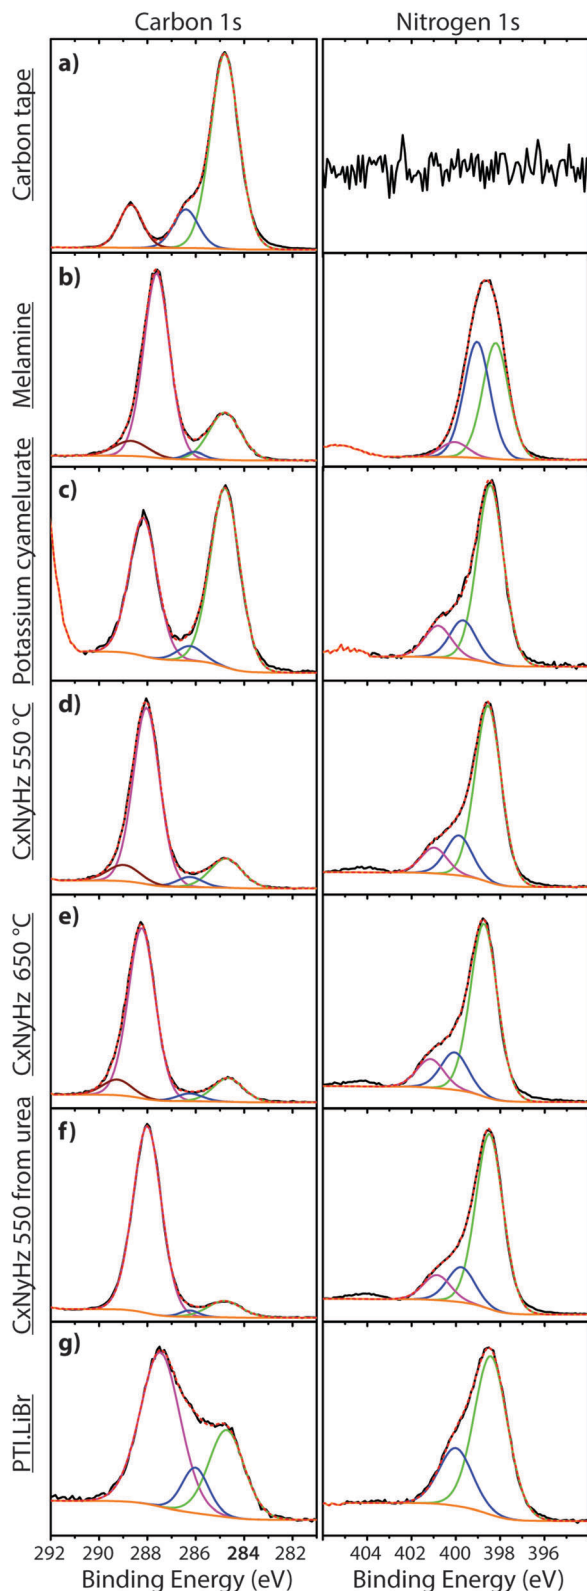 Carbon 1s
Nitrogen 1s
a)
Carbon tape
b)
Melamine
c)
Potassium cyamelurate
d)
CxNyHz 550 °C
e)
CxNyHz 650 °C
f)
CxNyHz 550 from urea
g)
PTI.LiBr
292 290 288 286 284 282
404 402 400 398 396
Binding Energy (eV)
Binding Energy (eV)